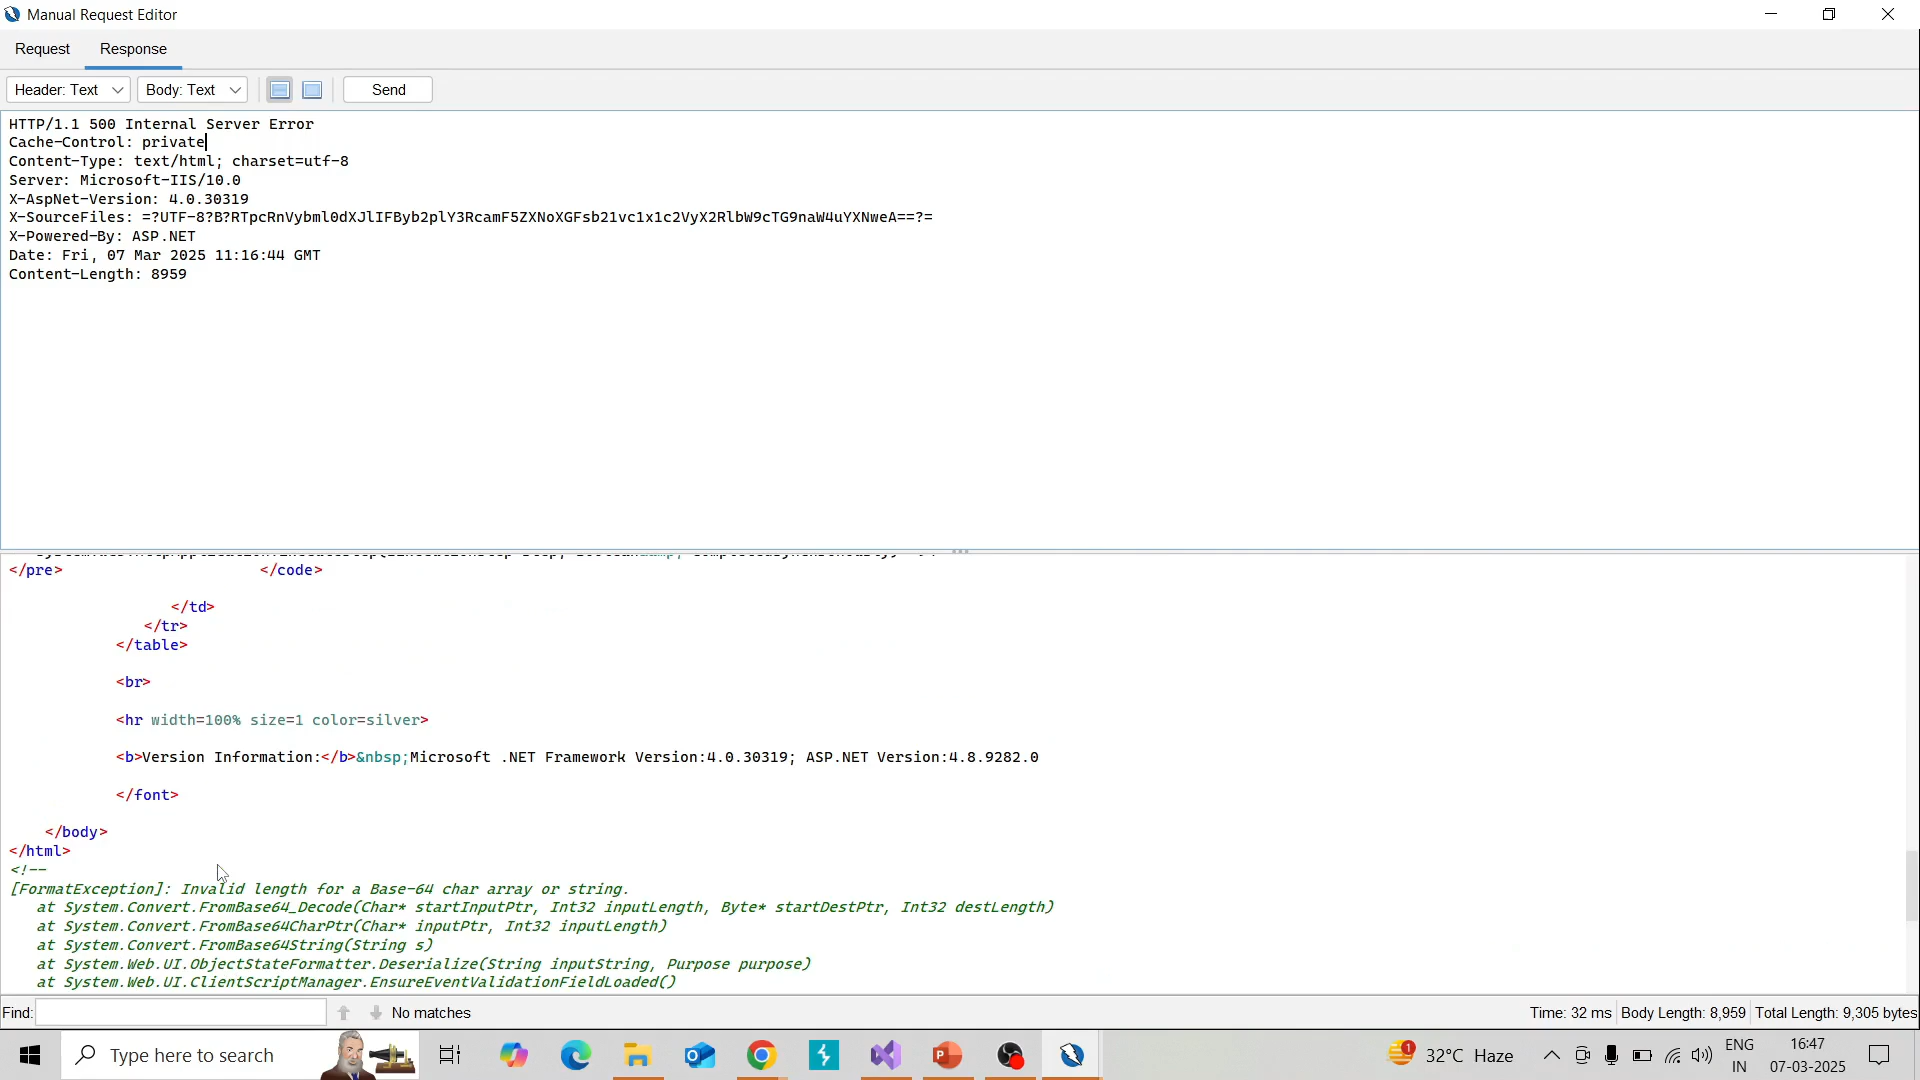 Manual Request Editor
Request Response
Header: Text Body: Text Send
HTTP/1.1 500 Internal Server Error
Cache-Control: private
Content-Type: text/html; charset=utf-8
Server: Microsoft-IIS/10.0
X-AspNet-Version: 4.0.30319
X-SourceFiles: =?UTF-8?B?RTpcRnVybml0dXJlIFByb2plY3RcamF5ZXNoXGFsb21vc1x1c2VyX2RlbW9cTG9naW4uYXNweA==?=
X-Powered-By: ASP.NET
Date: Fri, 07 Mar 2025 11:16:44 GMT
Content-Length: 8959
</pre> </code>
</td>
</tr>
</table>
<br>
<hr width=100% size=1 color=silver>
<b>Version Information:</b>&nbsp;Microsoft .NET Framework Version:4.0.30319; ASP.NET Version:4.8.9282.0
</font>
</body>
</html>
<!--
[FormatException]: Invalid length for a Base-64 char array or string.
at System.Convert.FromBase64_Decode(Char* startInputPtr, Int32 inputLength, Byte* startDestPtr, Int32 destLength)
at System.Convert.FromBase64CharPtr(Char* inputPtr, Int32 inputLength)
at System.Convert.FromBase64String(String s)
at System.Web.UI.ObjectStateFormatter.Deserialize(String inputString, Purpose purpose)
at System.Web.UI.ClientScriptManager.EnsureEventValidationFieldLoaded()
Find: No matches Time: 32 ms Body Length: 8,959 Total Length: 9,305 bytes
Type here to search 1 32°C Haze ENG IN 16:47 07-03-2025